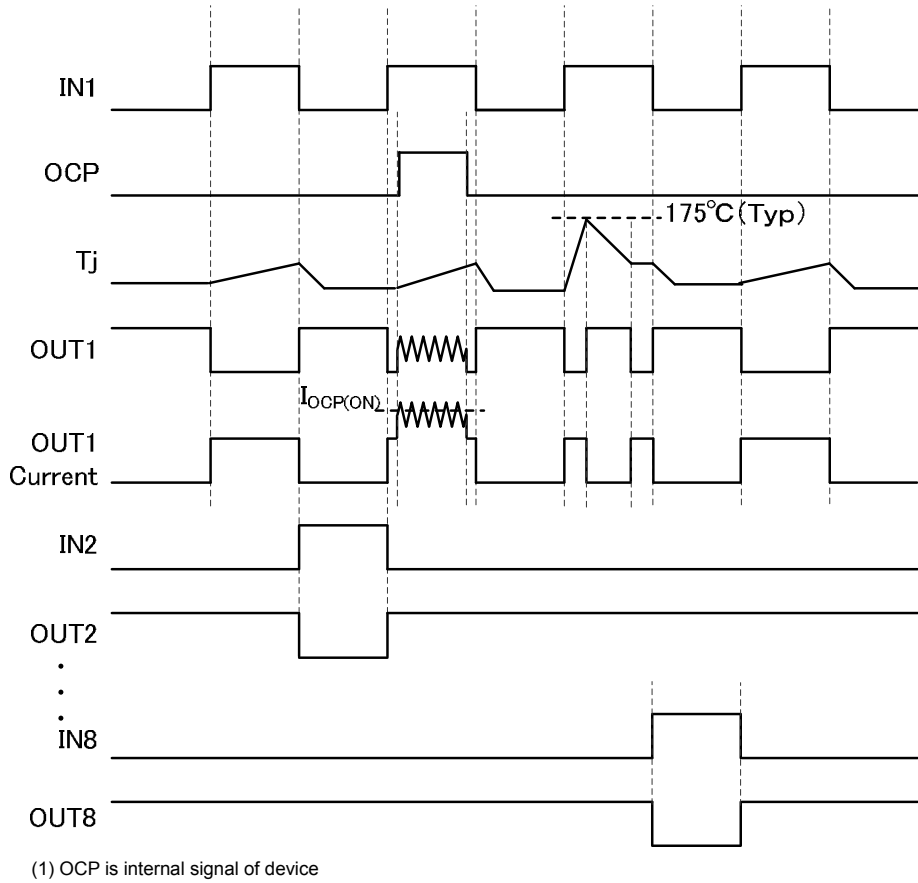 IN1
OCP
175℃(Typ)
Tj
OUT1
IOCP(ON)
OUT1
Current
IN2
OUT2
IN8
OUT8
(1) OCP is internal signal of device